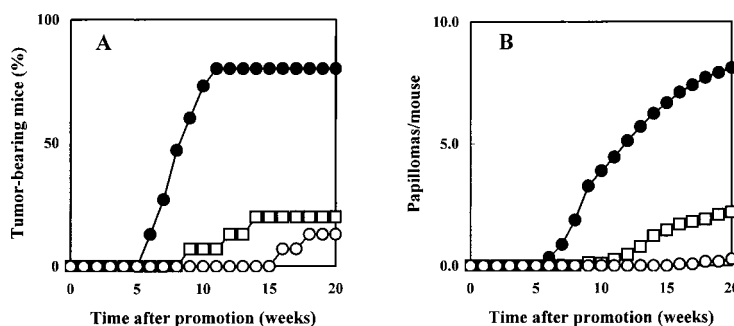 A
Tumor-bearing mice (%)
100
50
0
0 5 10 15 20
Time after promotion (weeks)
B
Papillomas/mouse
10.0
5.0
0.0
0 5 10 15 20
Time after promotion (weeks)